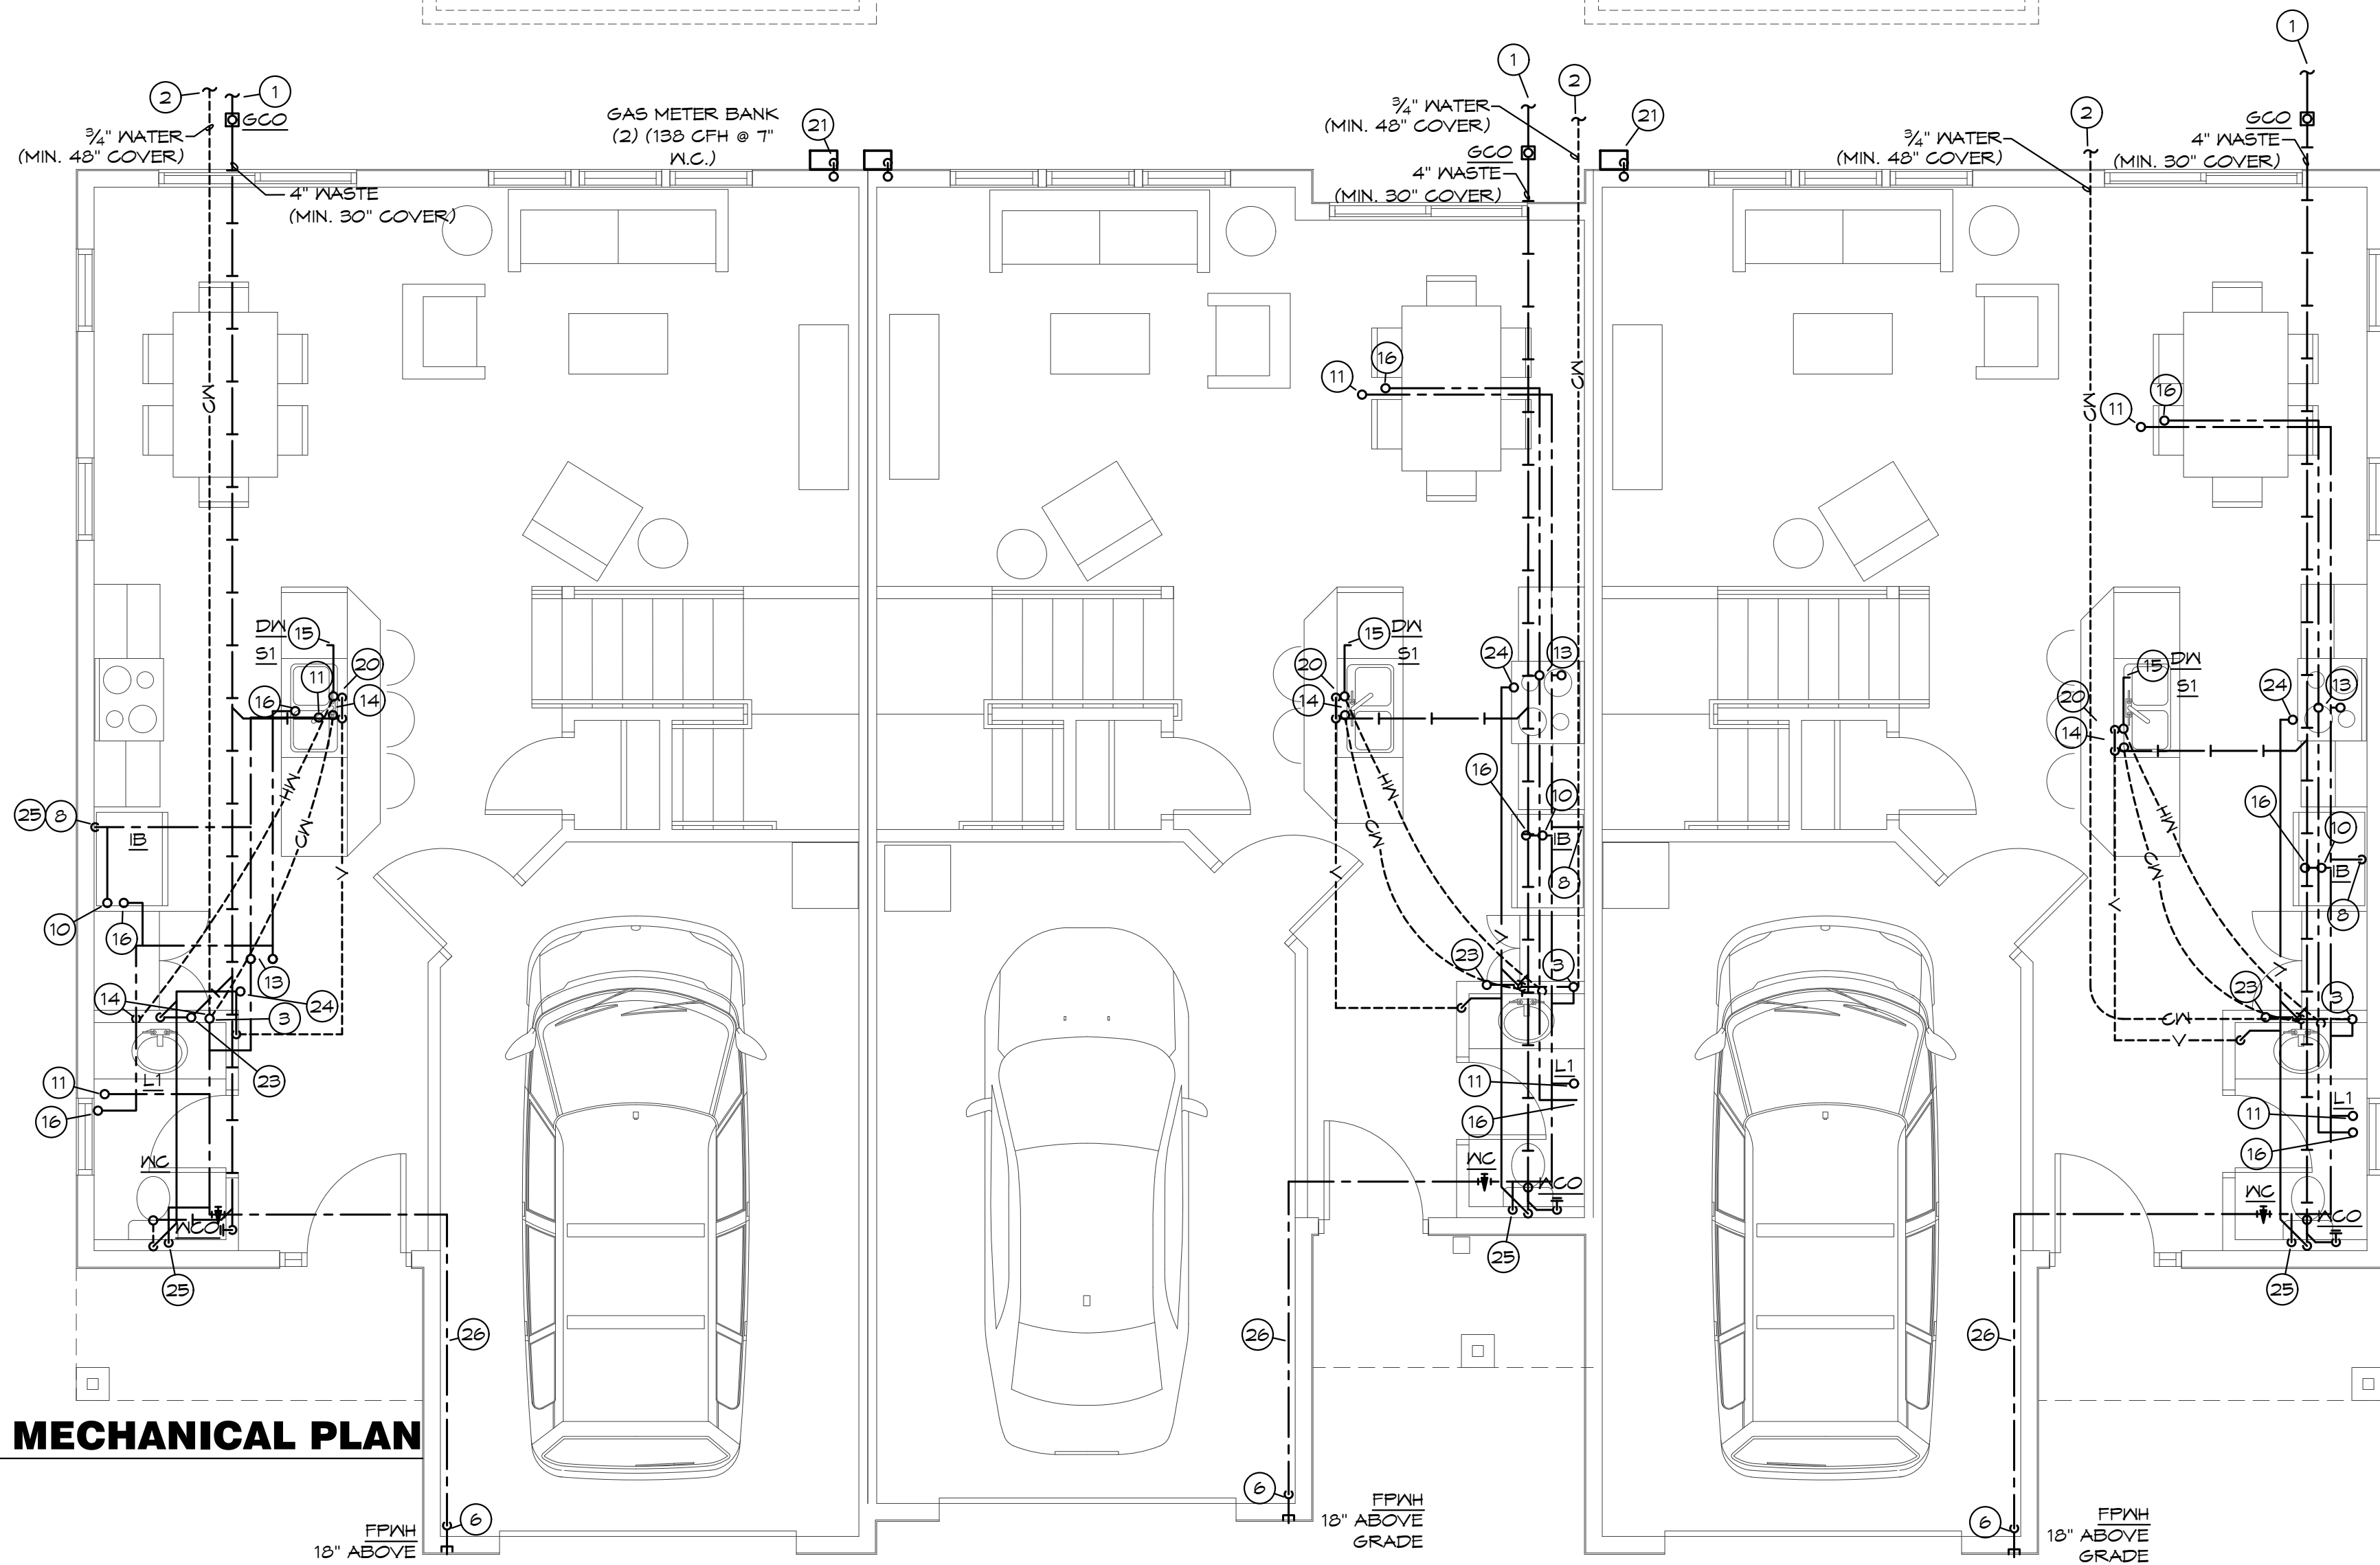 1
1
2
1
2
GCO
3/4" WATER
(MIN. 48" COVER)
4" WASTE
(MIN. 30" COVER)
GAS METER BANK
(2) (138 CFH @ 7"
W.C.)
21
3/4" WATER
(MIN. 48" COVER)
GCO
4" WASTE
(MIN. 30" COVER)
2
21
2
3/4" WATER
(MIN. 48" COVER)
GCO
4" WASTE
(MIN. 30" COVER)
CW
CW
CW
11
16
11
16
DW
S1
15
11
20
16
14
HW
CW
V
25
8
IB
10
16
13
14
24
3
23
L1
11
16
WC
WCO
25
26
6
FPWH
18" ABOVE
15
DW
S1
20
14
24
13
16
10
IB
8
HW
CW
V
V
23
3
L1
11
16
WC
WCO
25
26
6
FPWH
18" ABOVE
GRADE
15
DW
S1
20
14
24
13
16
10
IB
8
HW
CW
V
V
23
3
CW
V
L1
11
16
WC
WCO
25
26
6
FPWH
18" ABOVE
GRADE
MECHANICAL PLAN